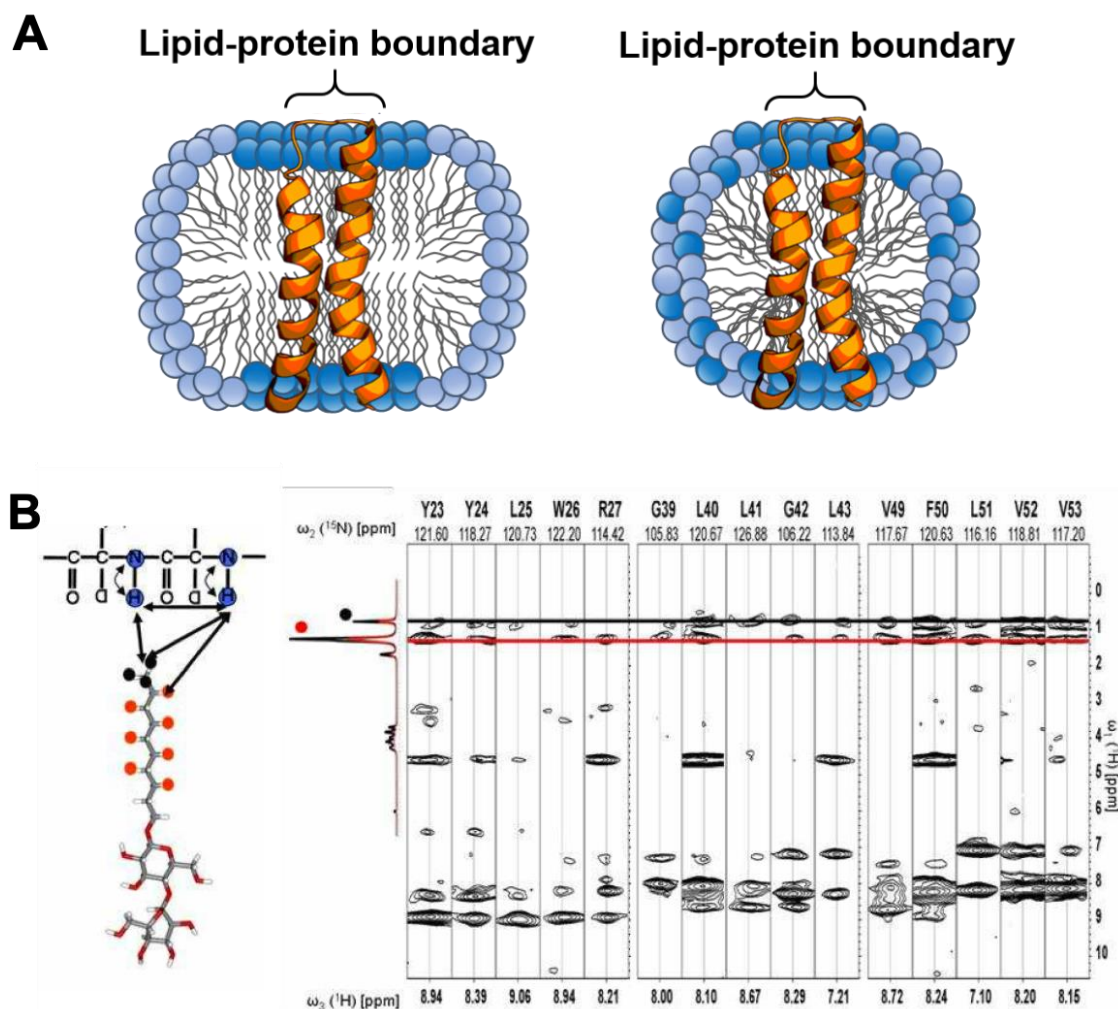 A
Lipid-protein boundary
Lipid-protein boundary
B
C C N C C N
O D H O D H
Y23 Y24 L25 W26 R27 G39 L40 L41 G42 L43 V49 F50 L51 V52 V53
ω₂ (¹⁵N) [ppm] 121.60 118.27 120.73 122.20 114.42 105.83 120.67 126.88 106.22 113.84 117.67 120.63 116.16 118.81 117.20
0
1
2
3
4
5
6
7
8
9
10
ω₁ (¹H) [ppm]
ω₃ (¹H) [ppm] 8.94 8.39 9.06 8.94 8.21 8.00 8.10 8.67 8.29 7.21 8.72 8.24 7.10 8.20 8.15